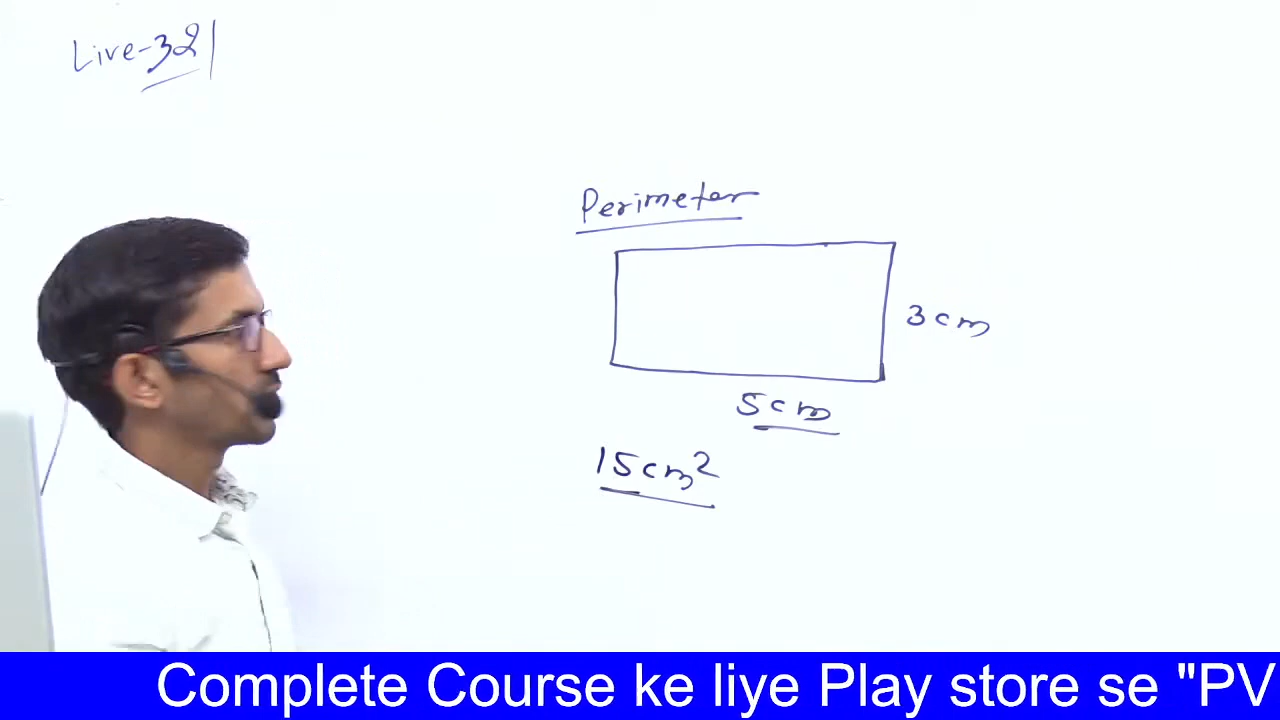 Live-321
Perimeter
3cm
5cm
15cm²
Complete Course ke liye Play store se "PV